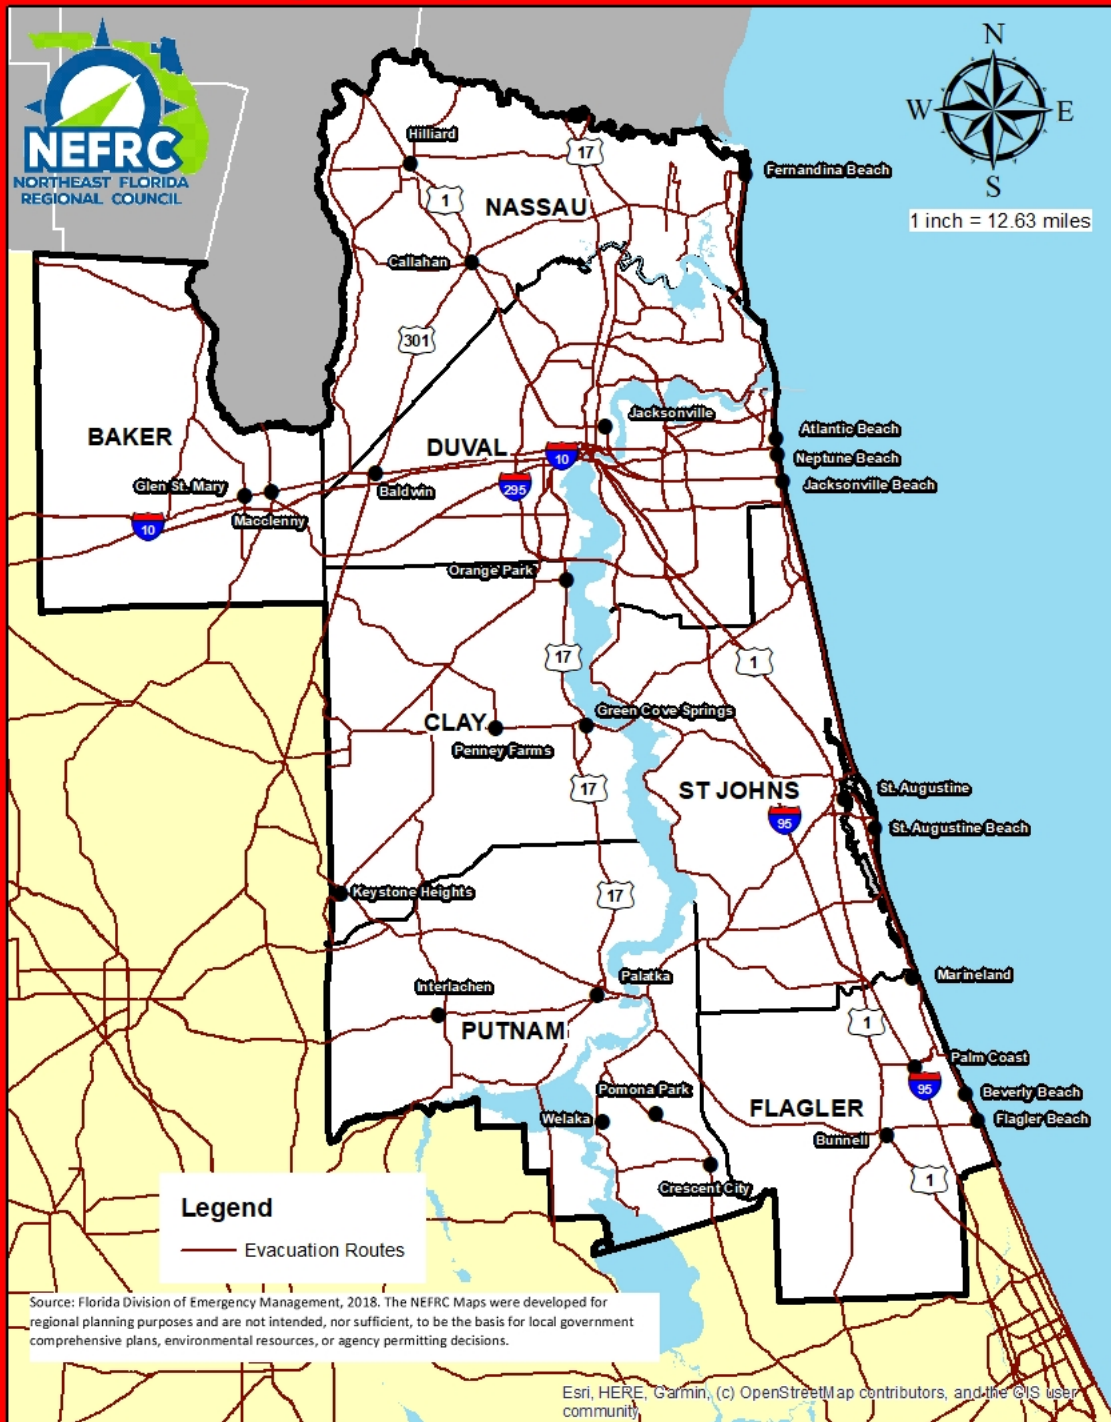 NEFRC
NORTHEAST FLORIDA
REGIONAL COUNCIL
N
W
E
S
1 inch = 12.63 miles
Hilliard
17
Fernandina Beach
1
NASSAU
Callahan
301
BAKER
Jacksonville
DUVAL
10
Atlantic Beach
Neptune Beach
Glen St. Mary
Baldwin
295
Jacksonville Beach
10
Macclenny
Orange Park
17
1
CLAY
Green Cove Springs
Penney Farms
17
ST JOHNS
St. Augustine
95
St. Augustine Beach
Keystone Heights
17
Palatka
Marineland
Interlachen
PUTNAM
1
Palm Coast
95
Pomona Park
Beverly Beach
Welaka
FLAGLER
Flagler Beach
Bunnell
Crescent City
1
Legend
Evacuation Routes
Source: Florida Division of Emergency Management, 2018. The NEFRC Maps were developed for
regional planning purposes and are not intended, nor sufficient, to be the basis for local government
comprehensive plans, environmental resources, or agency permitting decisions.
Esri, HERE, Garmin, (c) OpenStreetMap contributors, and the GIS user
community